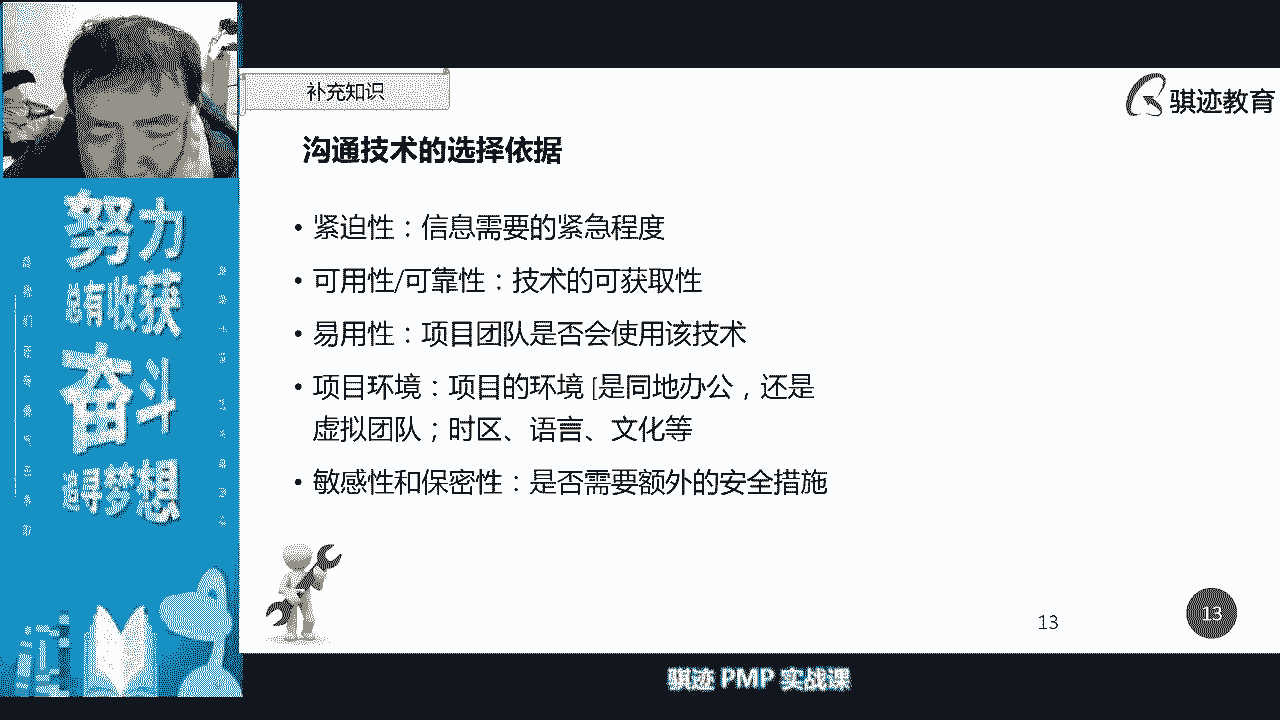 补充知识
骐迹教育
沟通技术的选择依据
• 紧迫性：信息需要的紧急程度
• 可用性/可靠性：技术的可获取性
• 易用性：项目团队是否会使用该技术
• 项目环境：项目的环境 [是同地办公，还是
虚拟团队；时区、语言、文化等
• 敏感性和保密性：是否需要额外的安全措施
努力
总有收获
奋斗
追寻梦想
13
13
骐迹 PMP 实战课